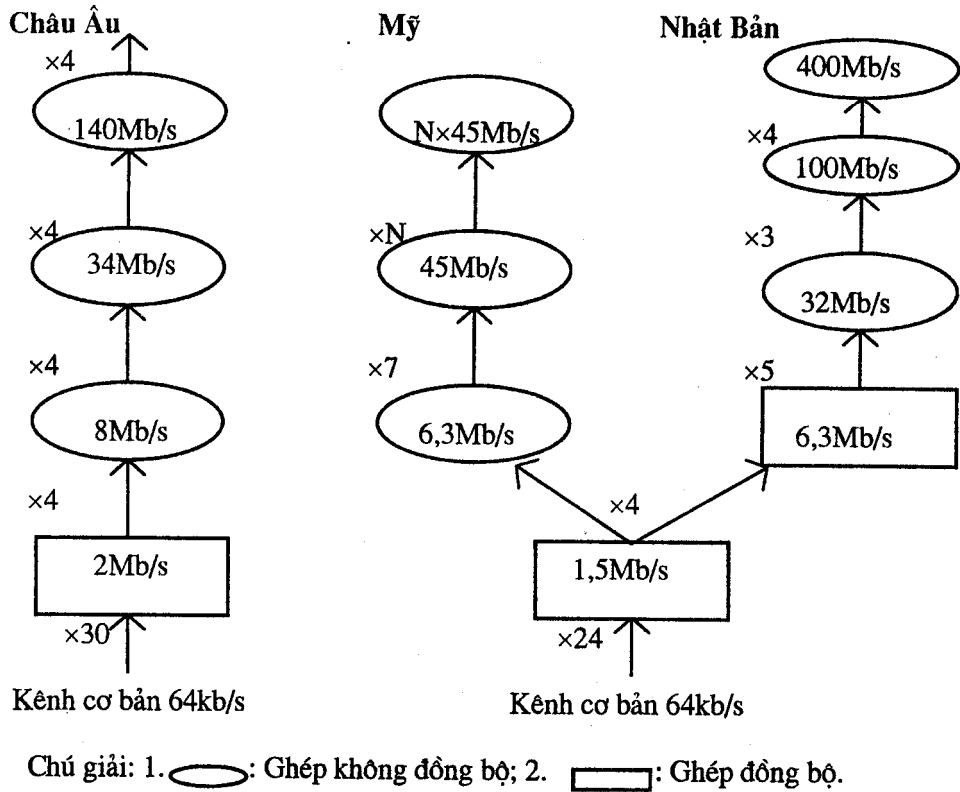 Châu Âu
Mỹ
Nhật Bản
×4
140Mb/s
×4
34Mb/s
×4
8Mb/s
×4
2Mb/s
×30
Kênh cơ bản 64kb/s
N×45Mb/s
×N
45Mb/s
×7
6,3Mb/s
400Mb/s
×4
100Mb/s
×3
32Mb/s
×5
6,3Mb/s
×4
1,5Mb/s
×24
Kênh cơ bản 64kb/s
Chú giải: 1. : Ghép không đồng bộ; 2. : Ghép đồng bộ.